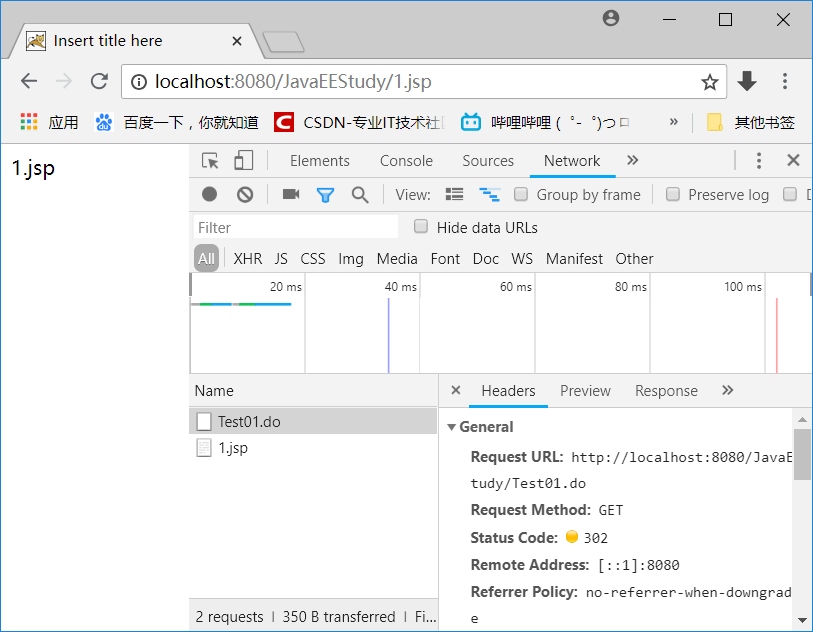 Insert title here
localhost:8080/JavaEEStudy/1.jsp
应用 百度一下，你就知道 CSDN-专业IT技术社 哔哩哔哩 ( ゜- ゜)つロ » 其他书签
1.jsp
Elements Console Sources Network »
View: Group by frame Preserve log
Filter Hide data URLs
All XHR JS CSS Img Media Font Doc WS Manifest Other
20 ms 40 ms 60 ms 80 ms 100 ms
Name
Test01.do
1.jsp
2 requests | 350 B transferred | Fi...
× Headers Preview Response »
General
Request URL: http://localhost:8080/JavaE
tudy/Test01.do
Request Method: GET
Status Code: 302
Remote Address: [::1]:8080
Referrer Policy: no-referrer-when-downgrad
e